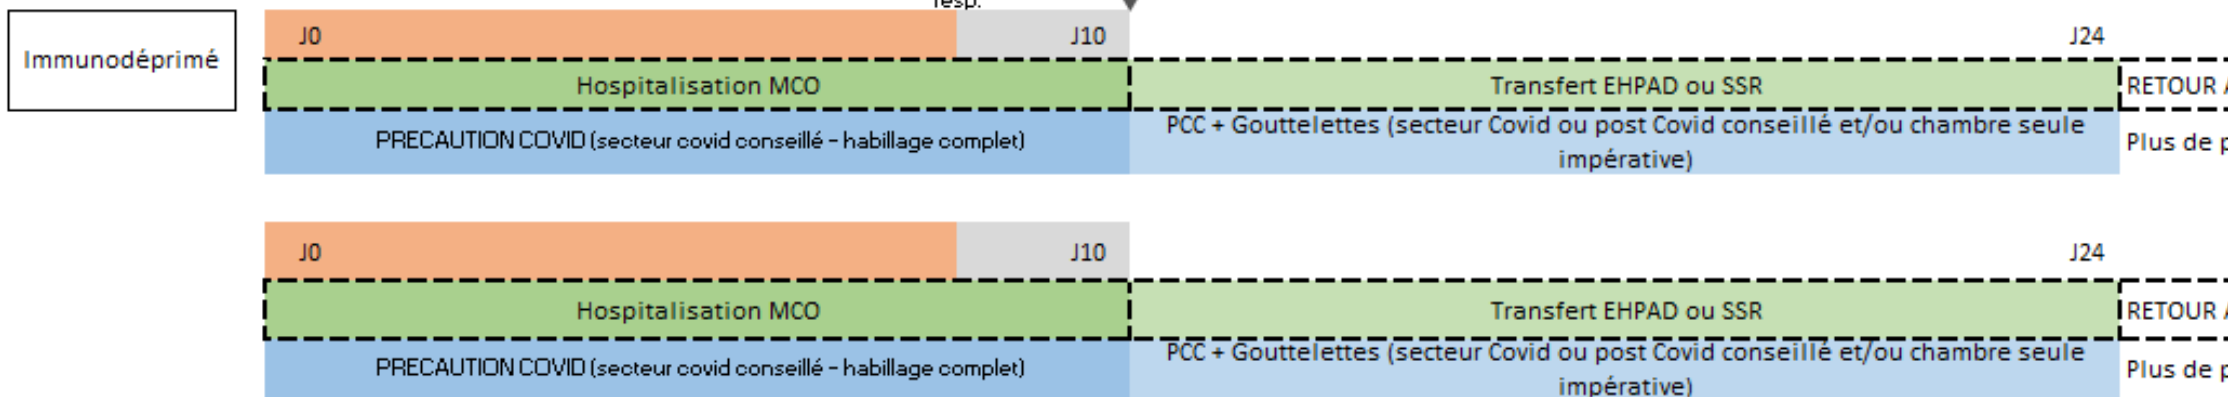 resp.
Immunodéprimé
J0 J10 J24
Hospitalisation MCO Transfert EHPAD ou SSR RETOUR
PRECAUTION COVID (secteur covid conseillé - habillage complet) PCC + Gouttelettes (secteur Covid ou post Covid conseillé et/ou chambre seule
impérative) Plus de
J0 J10 J24
Hospitalisation MCO Transfert EHPAD ou SSR RETOUR
PRECAUTION COVID (secteur covid conseillé - habillage complet) PCC + Gouttelettes (secteur Covid ou post Covid conseillé et/ou chambre seule
impérative) Plus de